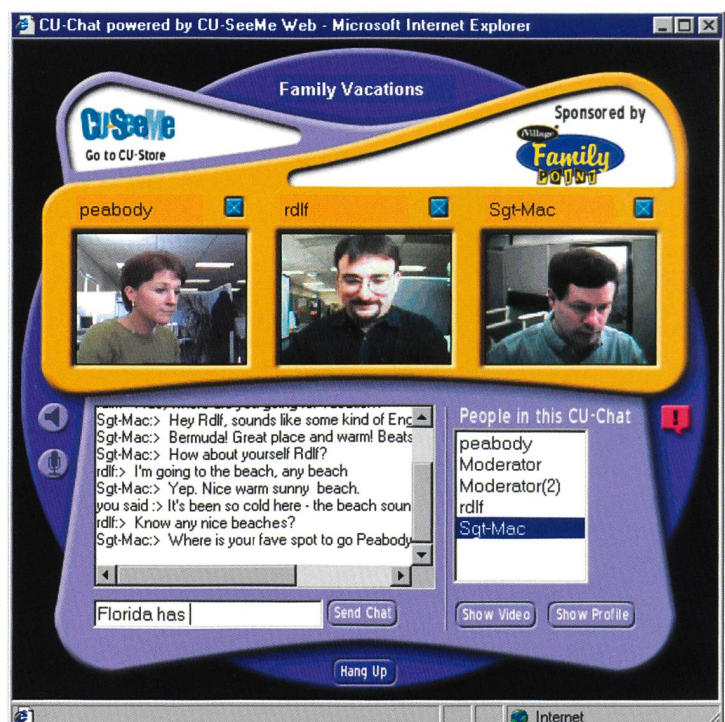 CU-Chat powered by CU-SeeMe Web - Microsoft Internet Explorer
Family Vacations
CU-SeeMe
Go to CU-Store
Sponsored by
iVillage
Family
POINT
peabody
rdlf
Sgt-Mac
Sgt-Mac:> Hey Rdlf, sounds like some kind of Eng
Sgt-Mac:> Bermuda! Great place and warm! Beats
Sgt-Mac:> How about yourself Rdlf?
rdlf:> I'm going to the beach, any beach
Sgt-Mac:> Yep. Nice warm sunny beach.
you said :> It's been so cold here - the beach soun
rdlf:> Know any nice beaches?
Sgt-Mac:> Where is your fave spot to go Peabody
Florida has
Send Chat
People in this CU-Chat
peabody
Moderator
Moderator(2)
rdlf
Sgt-Mac
Show Video
Show Profile
Hang Up
Internet